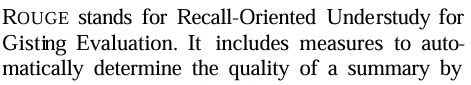 ROUGE stands for Recall-Oriented Understudy for
Gisting Evaluation. It includes measures to auto-
matically determine the quality of a summary by